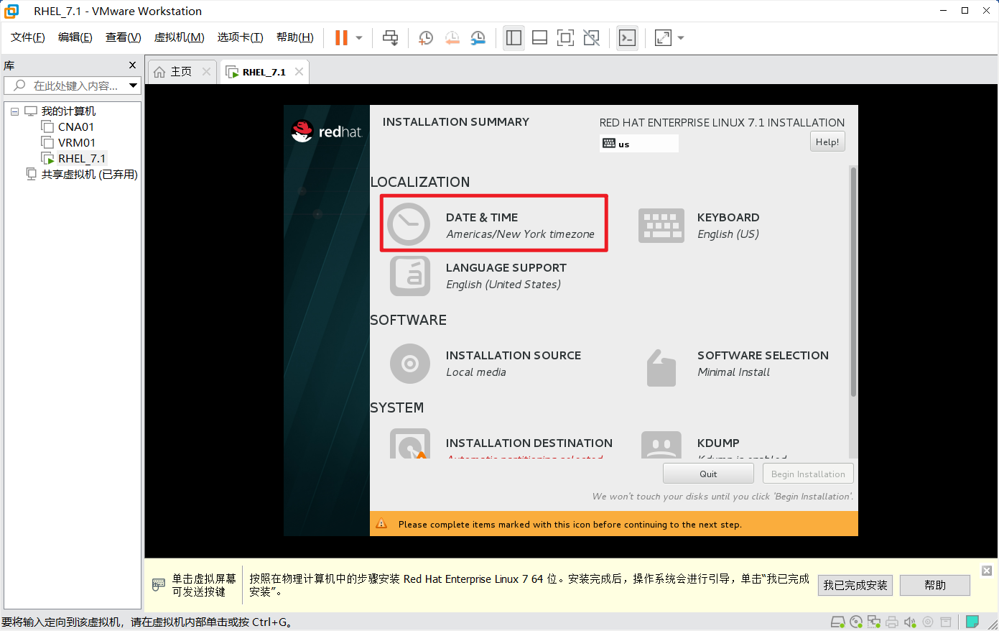 RHEL_7.1 - VMware Workstation
文件(F) 编辑(E) 查看(V) 虚拟机(M) 选项卡(T) 帮助(H)
库
在此处键入内容...
我的计算机
CNA01
VRM01
RHEL_7.1
共享虚拟机 (已弃用)
主页
RHEL_7.1
redhat.
INSTALLATION SUMMARY
RED HAT ENTERPRISE LINUX 7.1 INSTALLATION
us
Help!
LOCALIZATION
DATE & TIME
Americas/New York timezone
KEYBOARD
English (US)
LANGUAGE SUPPORT
English (United States)
SOFTWARE
INSTALLATION SOURCE
Local media
SOFTWARE SELECTION
Minimal Install
SYSTEM
INSTALLATION DESTINATION
Automatic partitioning selected
KDUMP
Kdump is enabled
Quit
Begin Installation
We won't touch your disks until you click 'Begin Installation'.
Please complete items marked with this icon before continuing to the next step.
单击虚拟屏幕
可发送按键
按照在物理计算机中的步骤安装 Red Hat Enterprise Linux 7 64 位。安装完成后，操作系统会进行引导，单击“我已完成
安装”。
我已完成安装
帮助
要将输入定向到该虚拟机，请在虚拟机内部单击或按 Ctrl+G。